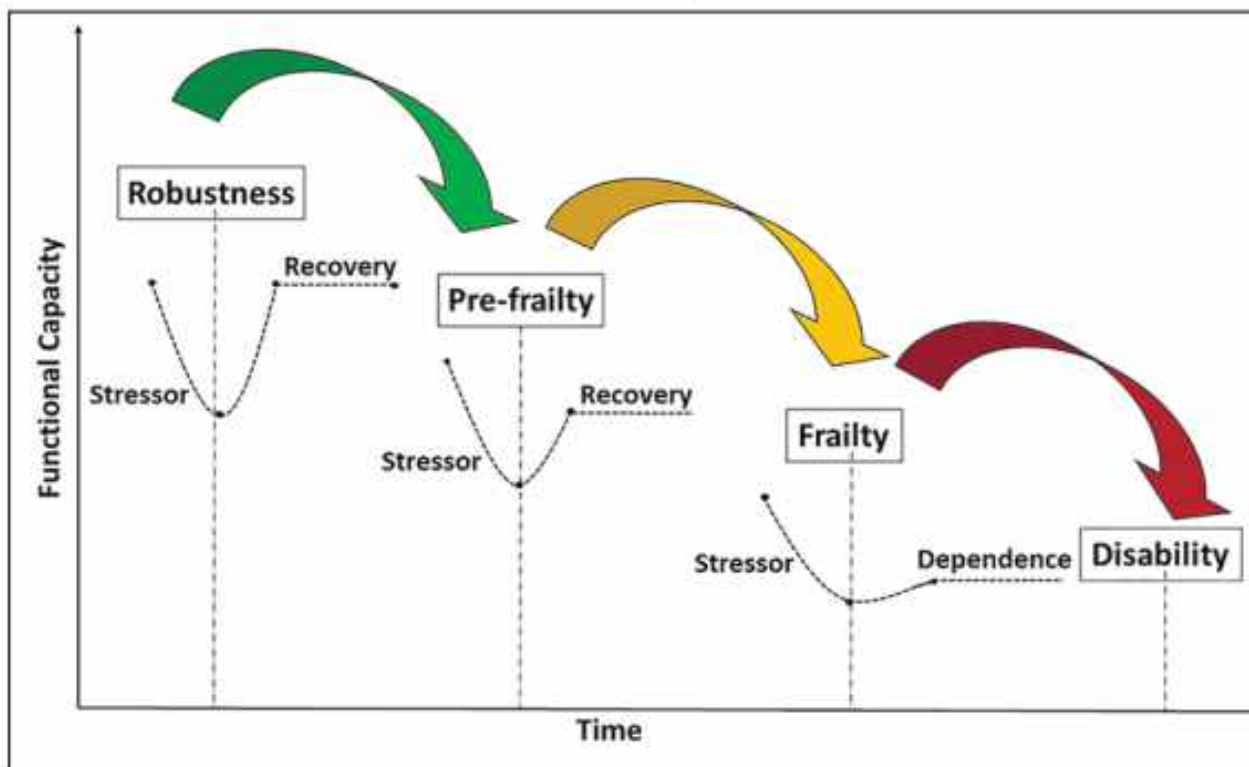 Robustness
Recovery
Stressor
Pre-frailty
Recovery
Stressor
Frailty
Stressor
Dependence
Disability
Functional Capacity
Time